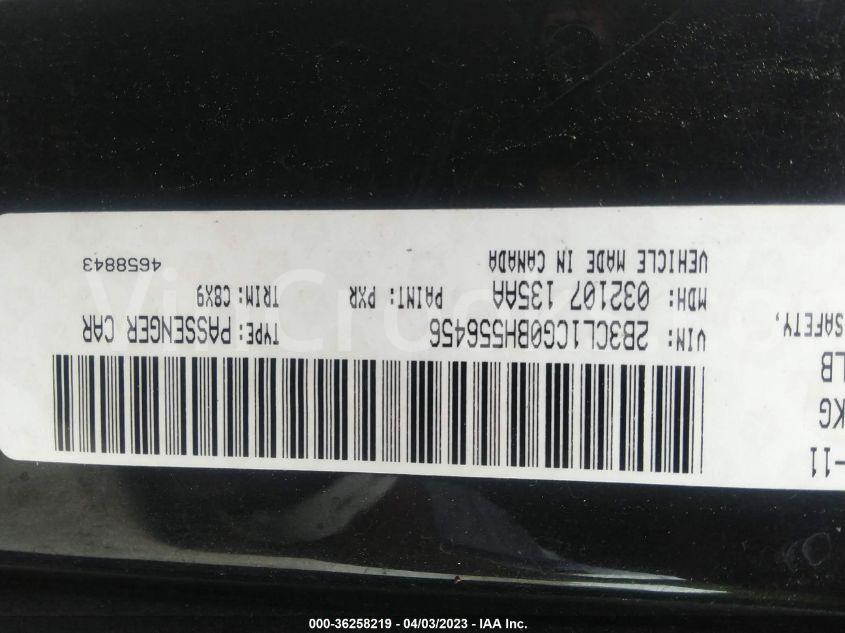 -11
KG
LB
SAFETY,
VIN: 2B3CL1CG0BH556456 TYPE: PASSENGER CAR
MDH: 032107 135AA PAINT: PXR TRIM: C8X9
VEHICLE MADE IN CANADA 4658843
000-36258219 - 04/03/2023 - IAA Inc.